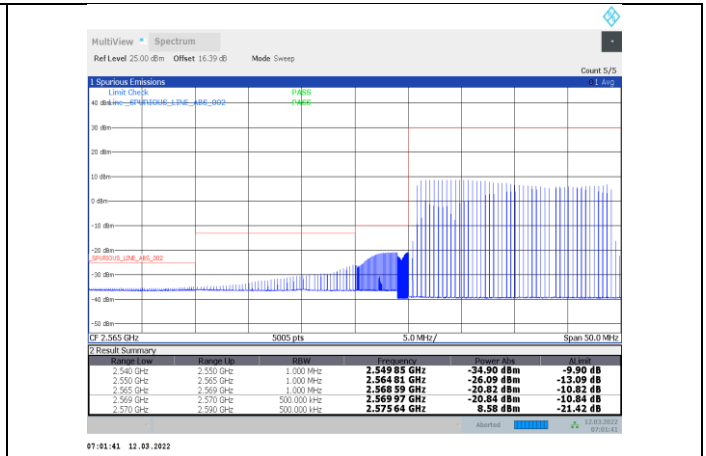 MultiView Spectrum
Ref Level 25.00 dBm Offset 16.39 dB Mode Sweep
Count 5/5
1 Spurious Emissions 1 Avg
Limit Check PASS
40 dBm Line _SPURIOUS_LINE_ABS_002 PASS
30 dBm
20 dBm
10 dBm
0 dBm
-10 dBm
-20 dBm
_SPURIOUS_LINE_ABS_002
-30 dBm
-40 dBm
-50 dBm
CF 2.565 GHz 5005 pts 5.0 MHz/ Span 50.0 MHz
2 Result Summary
Range Low Range Up RBW Frequency Power Abs ΔLimit
2.540 GHz 2.550 GHz 1.000 MHz 2.549 85 GHz -34.90 dBm -9.90 dB
2.550 GHz 2.565 GHz 1.000 MHz 2.564 81 GHz -26.09 dBm -13.09 dB
2.565 GHz 2.569 GHz 1.000 MHz 2.568 59 GHz -20.82 dBm -10.82 dB
2.569 GHz 2.570 GHz 500.000 kHz 2.569 97 GHz -20.84 dBm -10.84 dB
2.570 GHz 2.590 GHz 500.000 kHz 2.575 64 GHz 8.58 dBm -21.42 dB
Aborted 12.03.2022
07:01:41
07:01:41 12.03.2022